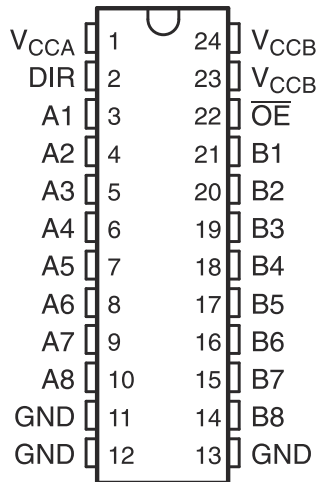 VCCA 1 24 VCCB
DIR 2 23 VCCB
A1 3 22 O̅E̅
A2 4 21 B1
A3 5 20 B2
A4 6 19 B3
A5 7 18 B4
A6 8 17 B5
A7 9 16 B6
A8 10 15 B7
GND 11 14 B8
GND 12 13 GND